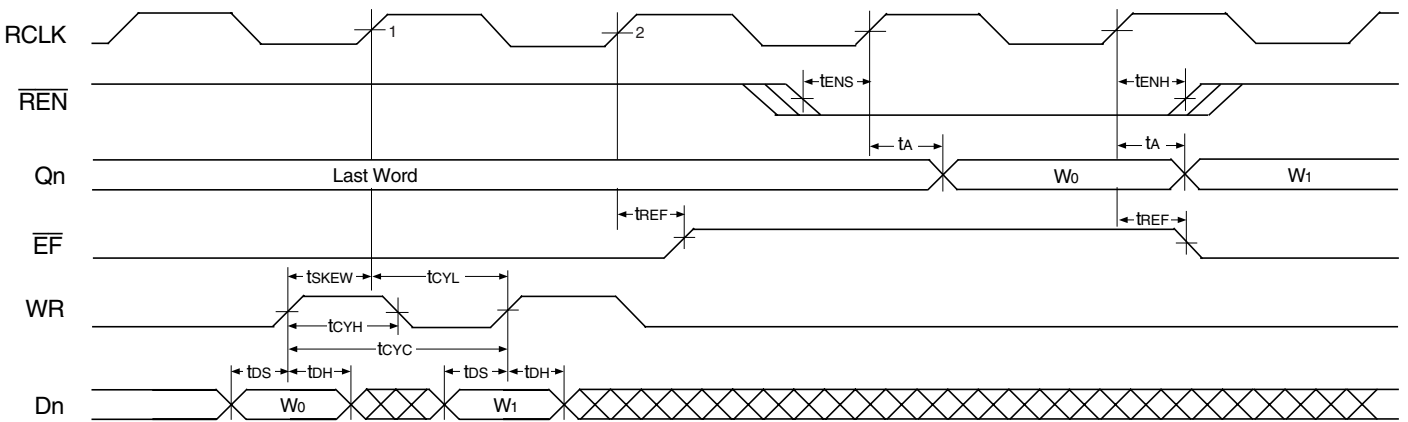 RCLK 1 2
REN tENS tENH
Qn Last Word tA W0 tA W1
EF tREF tREF
tSKEW tCYL
WR tCYH
tCYC
Dn tDS tDH W0 tDS tDH W1